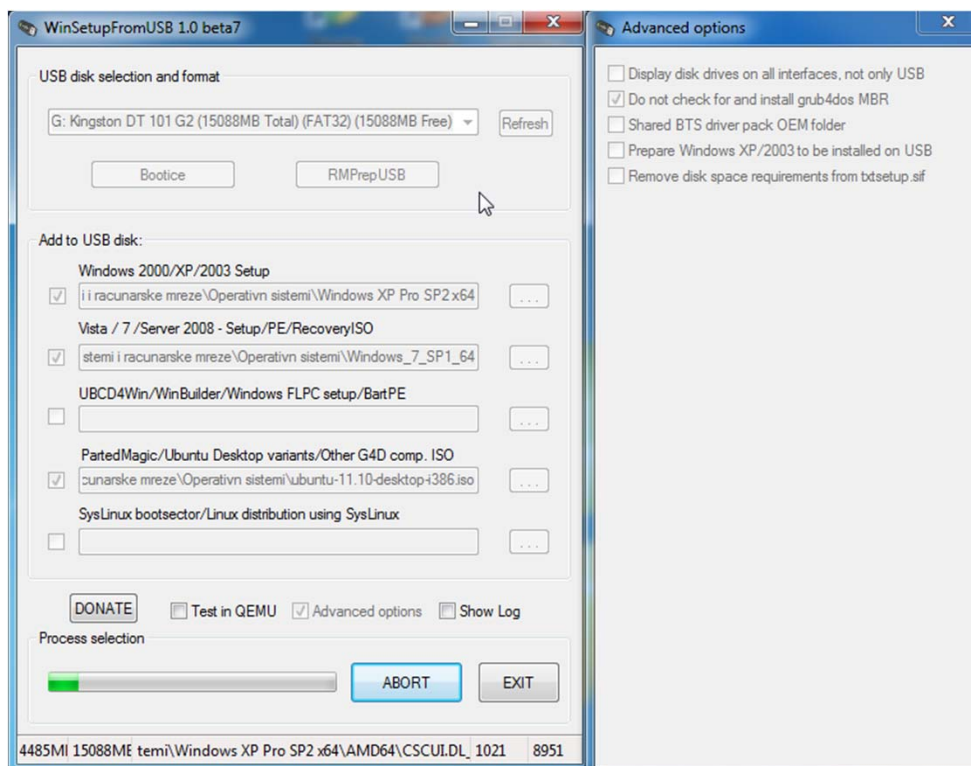 WinSetupFromUSB 1.0 beta7
USB disk selection and format
G: Kingston DT 101 G2 (15088MB Total) (FAT32) (15088MB Free)
Refresh
Bootice
RMPrepUSB
Add to USB disk:
Windows 2000/XP/2003 Setup
i i racunarske mreze\Operativn sistemi\Windows XP Pro SP2 x64
...
Vista / 7 /Server 2008 - Setup/PE/RecoveryISO
stemi i racunarske mreze\Operativn sistemi\Windows_7_SP1_64
...
UBCD4Win/WinBuilder/Windows FLPC setup/BartPE
...
PartedMagic/Ubuntu Desktop variants/Other G4D comp. ISO
cunarske mreze\Operativn sistemi\ubuntu-11.10-desktop-i386.iso
...
SysLinux bootsector/Linux distribution using SysLinux
...
DONATE
Test in QEMU
Advanced options
Show Log
Process selection
ABORT
EXIT
4485MI 15088ME temi\Windows XP Pro SP2 x64\AMD64\CSCUI.DL_ 1021 8951
Advanced options
Display disk drives on all interfaces, not only USB
Do not check for and install grub4dos MBR
Shared BTS driver pack OEM folder
Prepare Windows XP/2003 to be installed on USB
Remove disk space requirements from txtsetup.sif